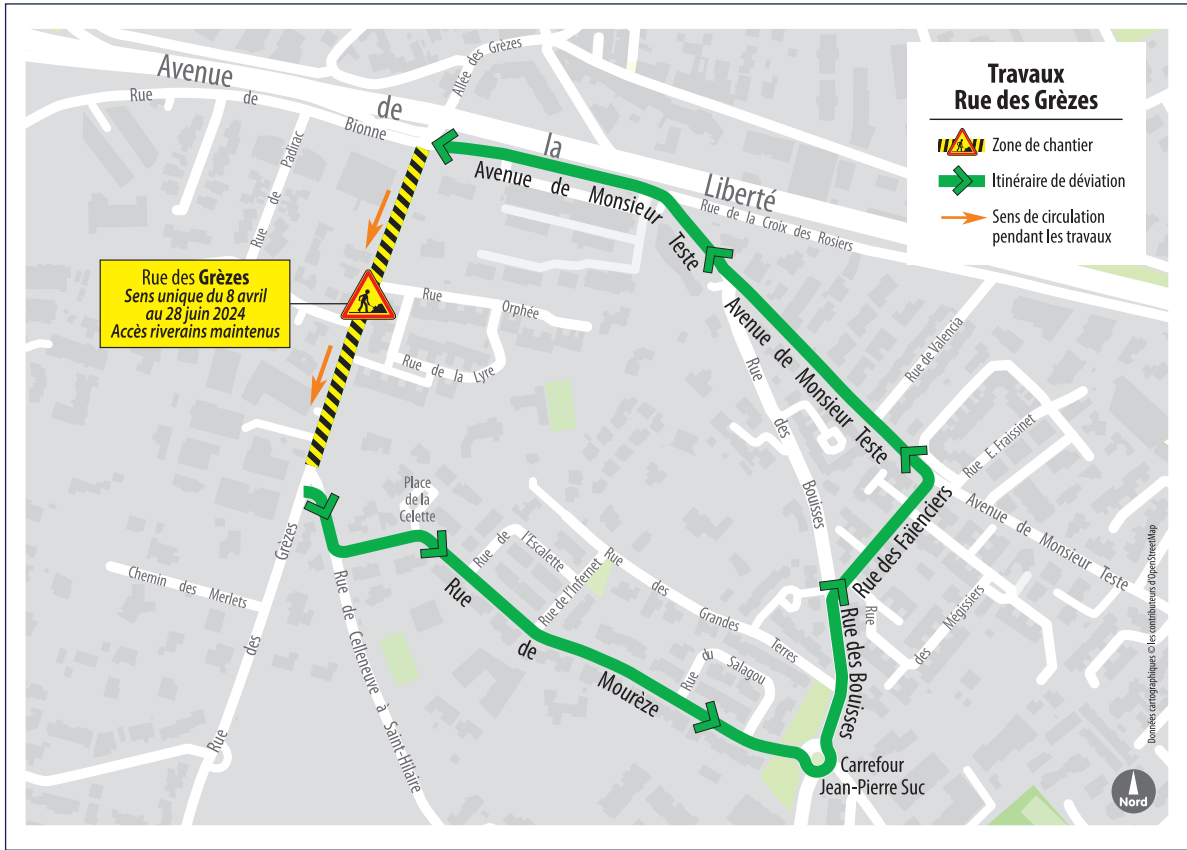 Travaux
Rue des Grèzes
Zone de chantier
Itinéraire de déviation
Sens de circulation
pendant les travaux
Avenue de la Liberté
Rue de Bionne
Allée des Grèzes
Rue de Padirac
Avenue de Monsieur Teste
Rue de la Croix des Rosiers
Rue des Grèzes
Sens unique du 8 avril
au 28 juin 2024
Accès riverains maintenus
Rue Orphée
Rue de la Lyre
Avenue de Monsieur Teste
Rue de Valencia
Rue des Bouisses
Rue E. Fraissinet
Avenue de Monsieur Teste
Place
de la
Celette
Rue des Faïenciers
Rue de l'Escalette
Rue de l'Infernet
Rue des Grandes Terres
Chemin des Merlets
Rue des Grèzes
Rue de Celleneuve à Saint-Hilaire
Rue de Mourèze
Rue du Salagou
Rue des Bouisses
Rue des Mégissiers
Carrefour
Jean-Pierre Suc
Données cartographiques © les contributeurs d'OpenStreetMap
Nord